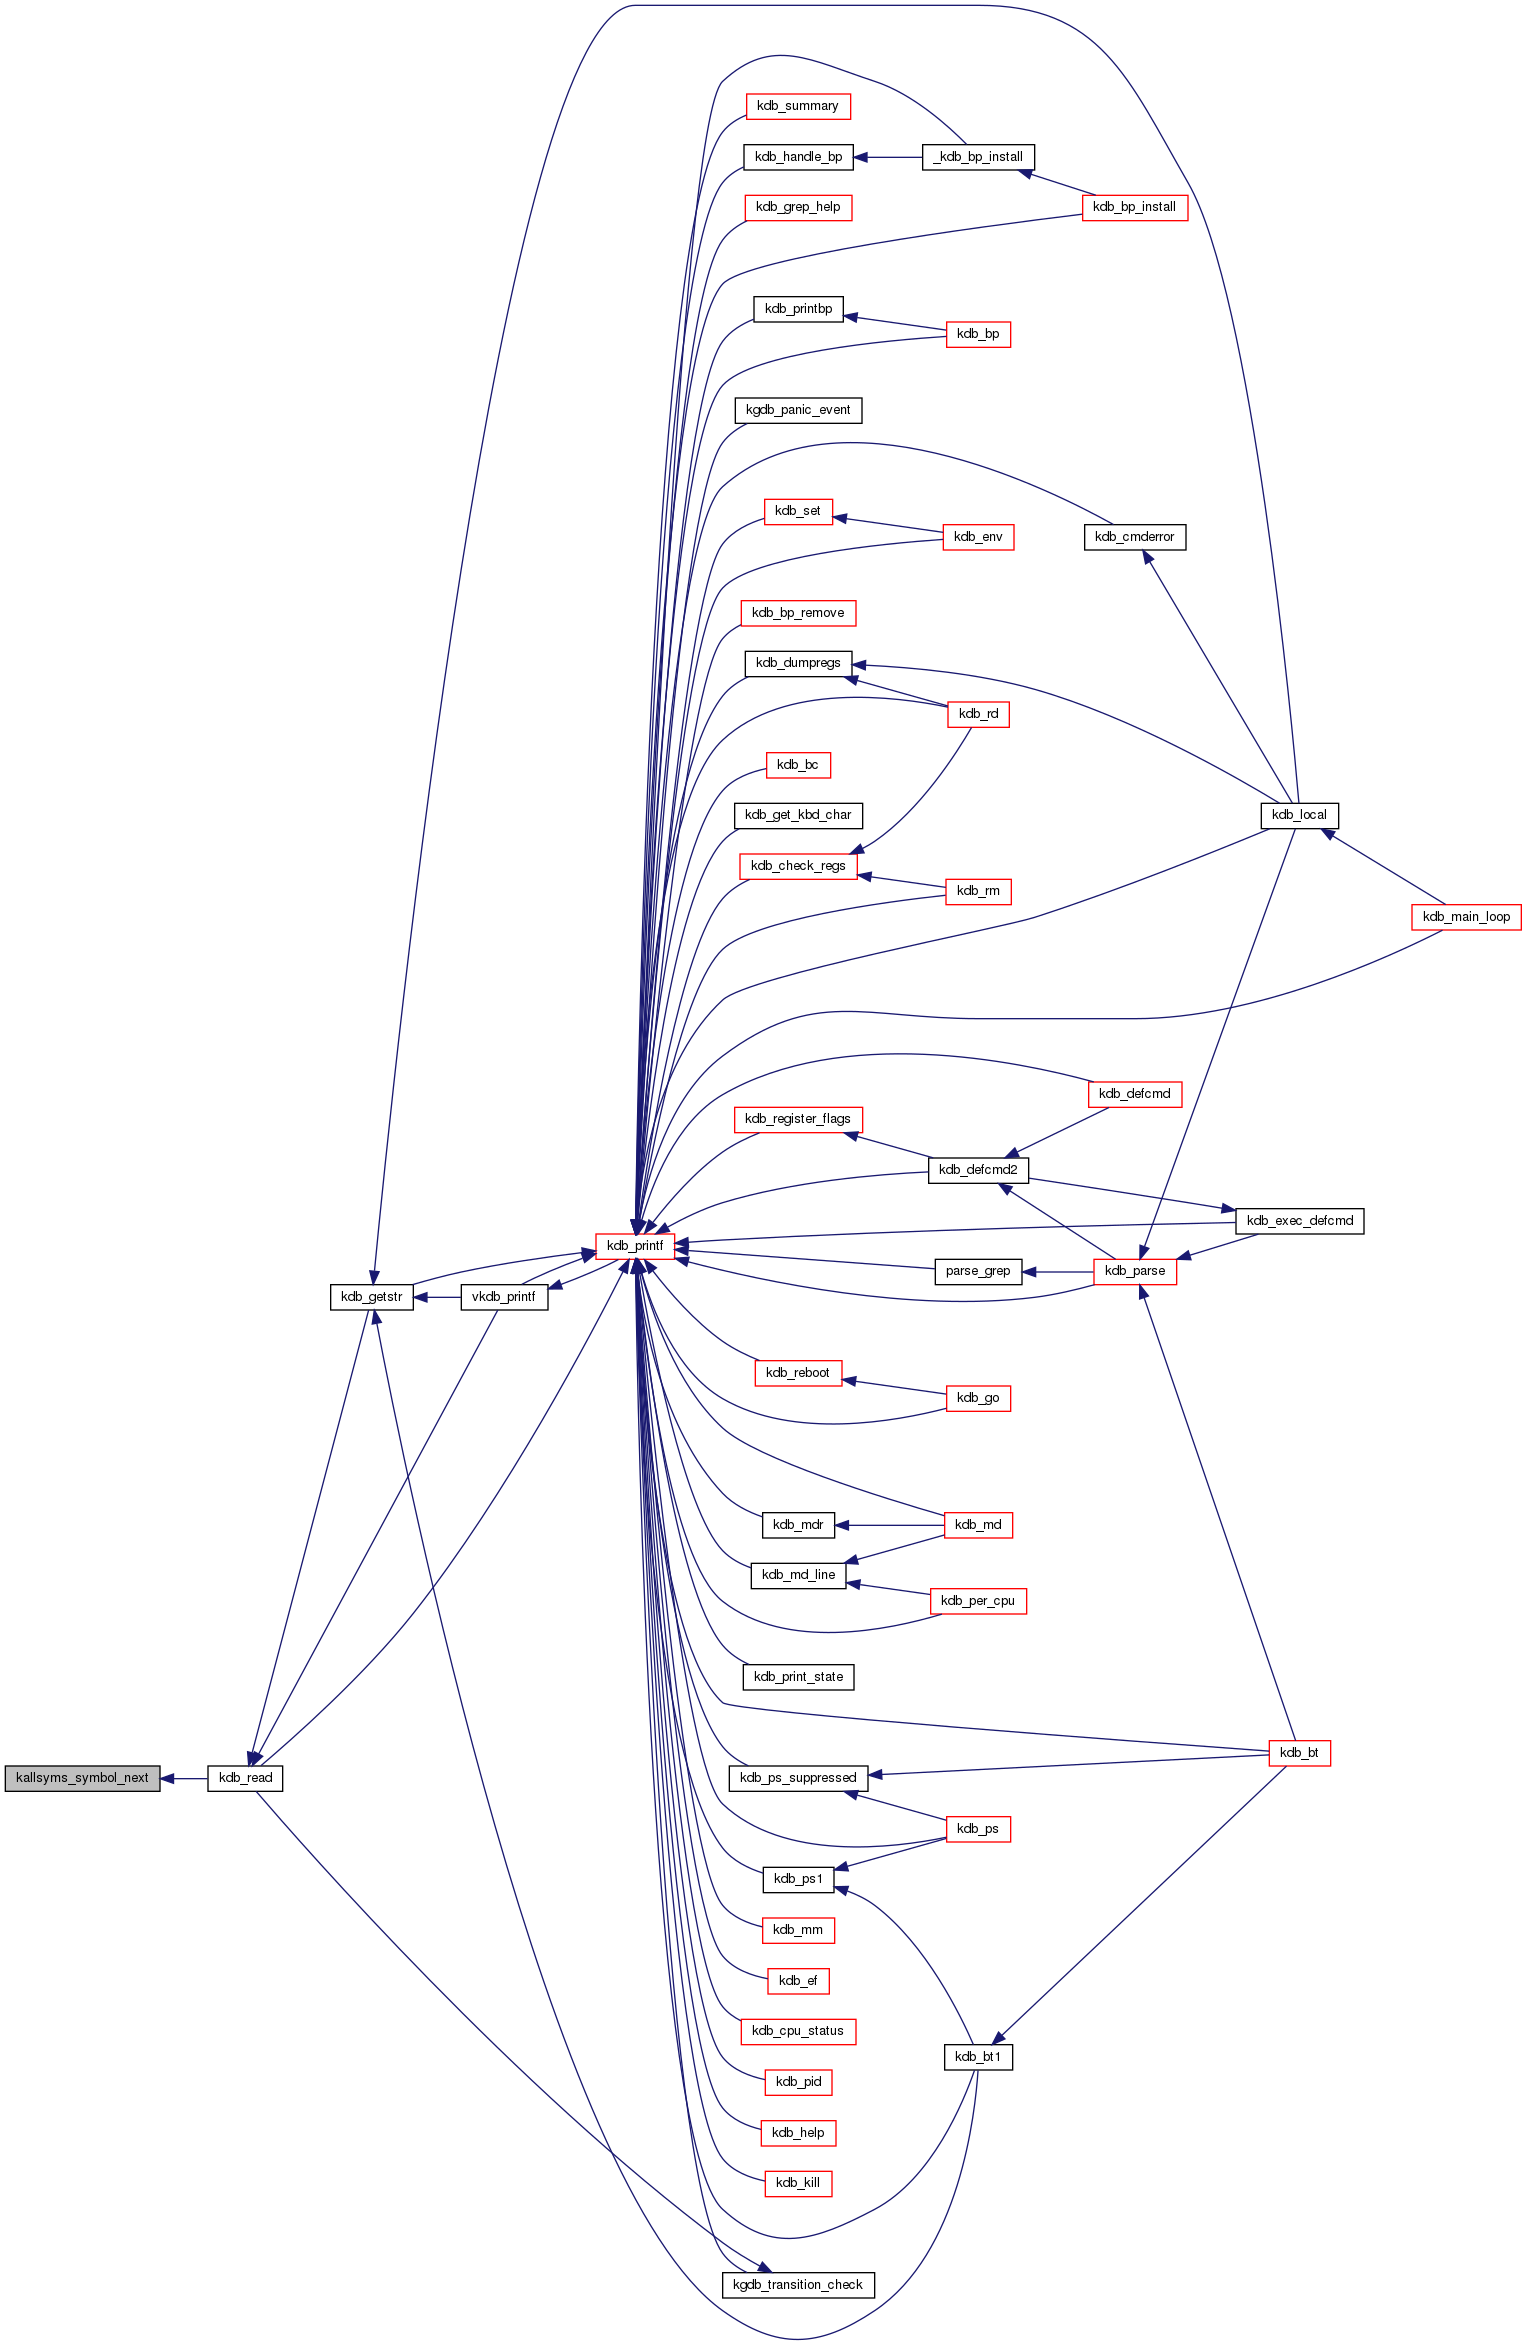 kdb_summary
kdb_handle_bp
_kdb_bp_install
kdb_grep_help
kdb_bp_install
kdb_printbp
kdb_bp
kgdb_panic_event
kdb_set
kdb_cmderror
kdb_env
kdb_bp_remove
kdb_dumpregs
kdb_rd
kdb_bc
kdb_get_kbd_char
kdb_local
kdb_check_regs
kdb_rm
kdb_main_loop
kdb_defcmd
kdb_register_flags
kdb_defcmd2
kdb_exec_defcmd
kdb_printf
parse_grep
kdb_parse
kdb_getstr
vkdb_printf
kdb_reboot
kdb_go
kdb_mdr
kdb_md
kdb_md_line
kdb_per_cpu
kdb_print_state
kdb_bt
kallsyms_symbol_next
kdb_read
kdb_ps_suppressed
kdb_ps
kdb_ps1
kdb_mm
kdb_ef
kdb_cpu_status
kdb_bt1
kdb_pid
kdb_help
kdb_kill
kgdb_transition_check